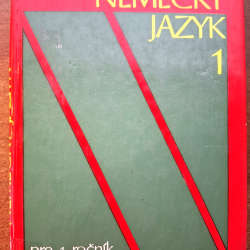 NĚMECKÝ
JAZYK
1
pro 1. ročník